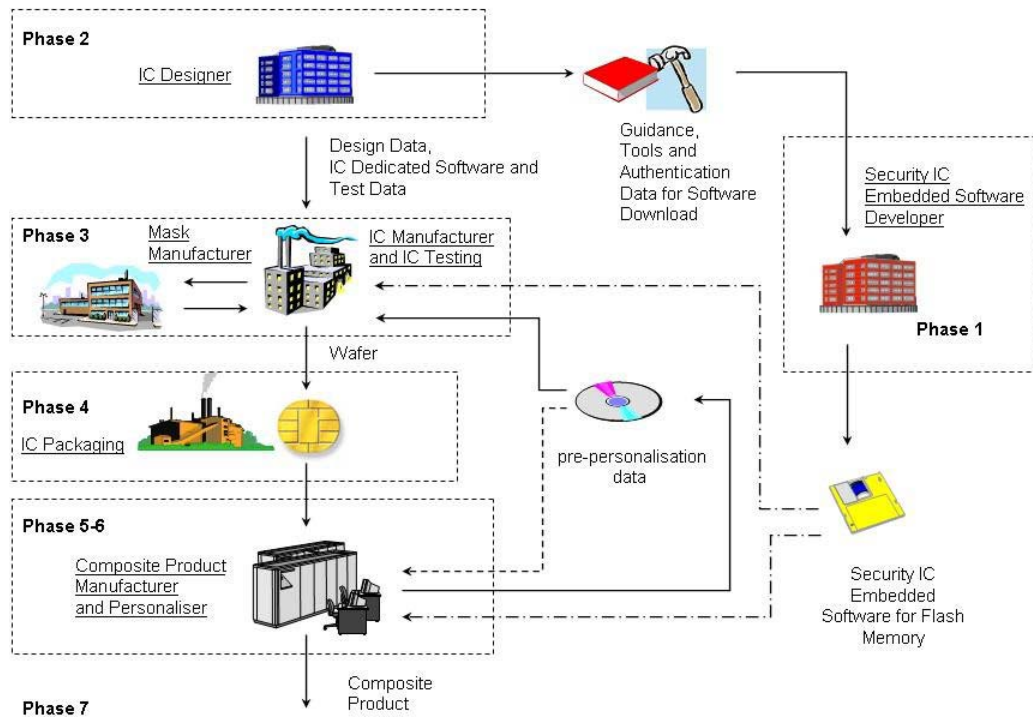 Phase 2
IC Designer
Guidance,
Tools and
Authentication
Data for Software
Download
Design Data,
IC Dedicated Software and
Test Data
Security IC
Embedded Software
Developer
Phase 1
Phase 3
Mask
Manufacturer
IC Manufacturer
and IC Testing
Wafer
Phase 4
IC Packaging
pre-personalisation
data
Phase 5-6
Composite Product
Manufacturer
and Personaliser
Security IC
Embedded
Software for Flash
Memory
Composite
Product
Phase 7